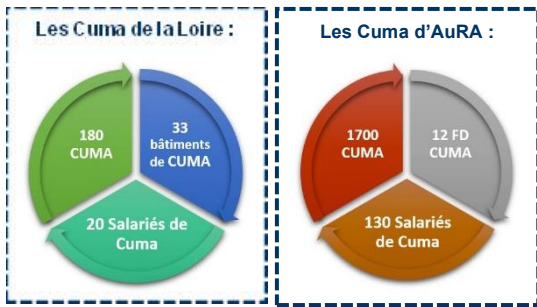 Les Cuma de la Loire :
180
CUMA
33
bâtiments
de CUMA
20 Salariés de
Cuma
Les Cuma d’AuRA :
1700
CUMA
12 FD
CUMA
130 Salariés
de Cuma